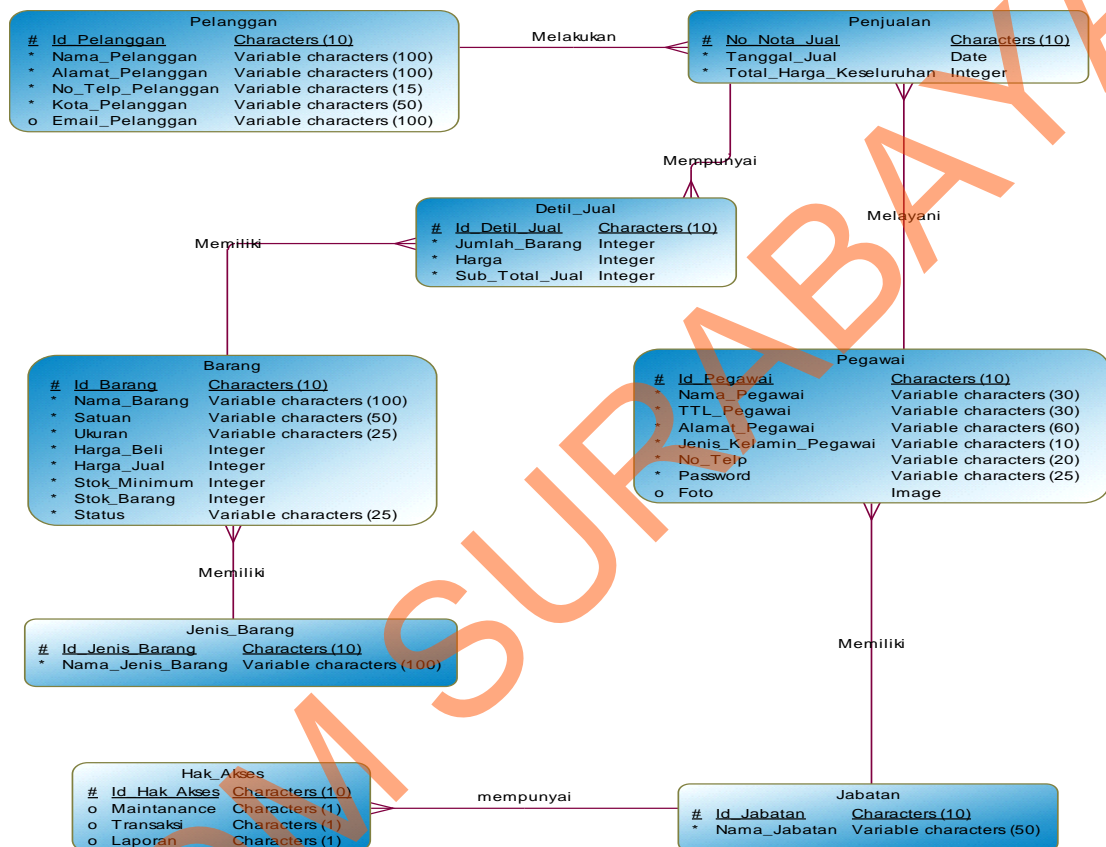 Pelanggan
# Id_Pelanggan Characters (10)
* Nama_Pelanggan Variable characters (100)
* Alamat_Pelanggan Variable characters (100)
* No_Telp_Pelanggan Variable characters (15)
* Kota_Pelanggan Variable characters (50)
o Email_Pelanggan Variable characters (100)
Melakukan
Penjualan
# No_Nota_Jual Characters (10)
* Tanggal_Jual Date
* Total_Harga_Keseluruhan Integer
Mempunyai
Melayani
Detil_Jual
# Id_Detil_Jual Characters (10)
* Jumlah_Barang Integer
* Harga Integer
* Sub_Total_Jual Integer
Memiliki
Barang
# Id_Barang Characters (10)
* Nama_Barang Variable characters (100)
* Satuan Variable characters (50)
* Ukuran Variable characters (25)
* Harga_Beli Integer
* Harga_Jual Integer
* Stok_Minimum Integer
* Stok_Barang Integer
* Status Variable characters (25)
Pegawai
# Id_Pegawai Characters (10)
* Nama_Pegawai Variable characters (30)
* TTL_Pegawai Variable characters (30)
* Alamat_Pegawai Variable characters (60)
* Jenis_Kelamin_Pegawai Variable characters (10)
* No_Telp Variable characters (20)
* Password Variable characters (25)
o Foto Image
Memiliki
Jenis_Barang
# Id_Jenis_Barang Characters (10)
* Nama_Jenis_Barang Variable characters (100)
Memiliki
Hak_Akses
# Id_Hak_Akses Characters (10)
o Maintanance Characters (1)
o Transaksi Characters (1)
o Laporan Characters (1)
mempunyai
Jabatan
# Id_Jabatan Characters (10)
* Nama_Jabatan Variable characters (50)
OM SURABAYA